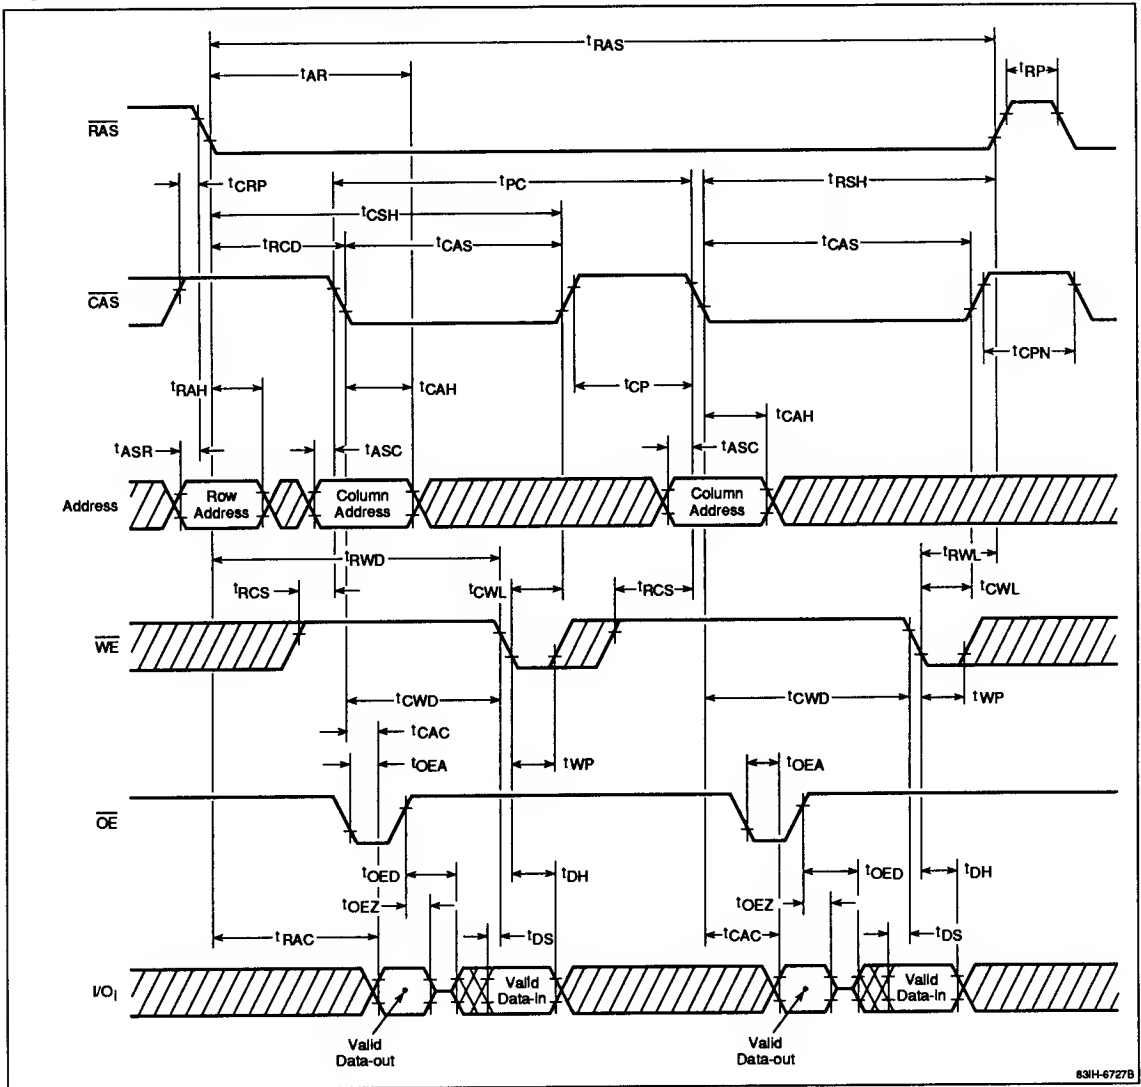 tRAS
tAR
tRP
RAS
tCRP
tPC
tRSH
tCSH
tRCD
tCAS
tCAS
CAS
tCPN
tRAH
tCAH
tCP
tCAH
tASR
tASC
tASC
Address
Row
Address
Column
Address
Column
Address
tRWD
tRWL
tRCS
tCWL
tRCS
tCWL
WE
tCWD
tCWD
tWP
tCAC
tOEA
tWP
tOEA
OE
tOED
tDH
tOED
tDH
tOEZ
tOEZ
tRAC
tDS
tCAC
tDS
I/OI
Valid
Data-in
Valid
Data-in
Valid
Data-out
Valid
Data-out
83IH-6727B